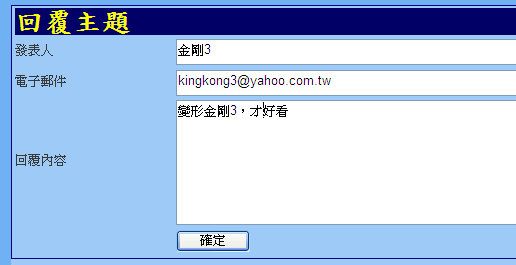 回覆主題
發表人 金剛3
電子郵件 kingkong3@yahoo.com.tw
變形金剛3，才好看
回覆內容
確定